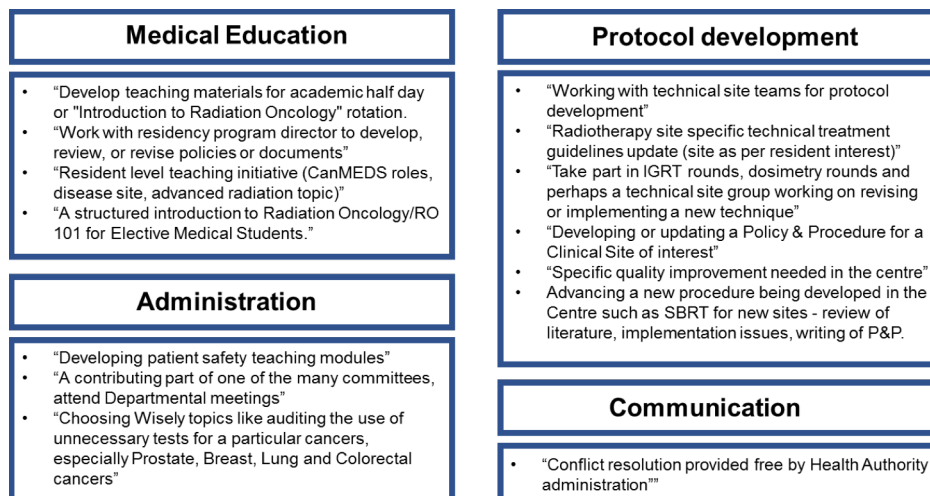 Medical Education
• “Develop teaching materials for academic half day
or "Introduction to Radiation Oncology" rotation.
• “Work with residency program director to develop,
review, or revise policies or documents”
• “Resident level teaching initiative (CanMEDS roles,
disease site, advanced radiation topic)”
• “A structured introduction to Radiation Oncology/RO
101 for Elective Medical Students.”
Administration
• “Developing patient safety teaching modules”
• “A contributing part of one of the many committees,
attend Departmental meetings”
• “Choosing Wisely topics like auditing the use of
unnecessary tests for a particular cancers,
especially Prostate, Breast, Lung and Colorectal
cancers”
Protocol development
• “Working with technical site teams for protocol
development”
• “Radiotherapy site specific technical treatment
guidelines update (site as per resident interest)”
• “Take part in IGRT rounds, dosimetry rounds and
perhaps a technical site group working on revising
or implementing a new technique”
• “Developing or updating a Policy & Procedure for a
Clinical Site of interest”
• “Specific quality improvement needed in the centre”
• Advancing a new procedure being developed in the
Centre such as SBRT for new sites - review of
literature, implementation issues, writing of P&P.
Communication
• “Conflict resolution provided free by Health Authority
administration””